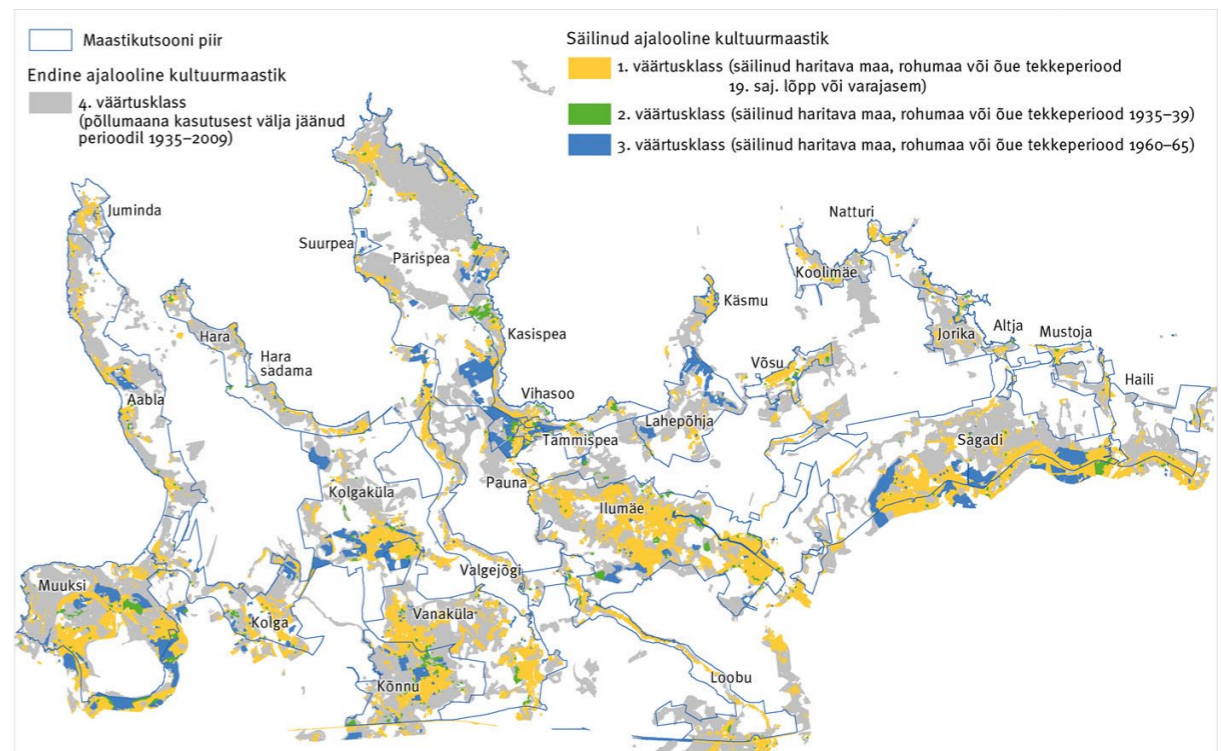 Maastikutsooni piir
Endine ajalooline kultuurmaastik
4. väärtusklass
(põllumaana kasutusest välja jäänud
perioodil 1935–2009)
Säilinud ajalooline kultuurmaastik
1. väärtusklass (säilinud haritava maa, rohumaa või õue tekkeperiood
19. saj. lõpp või varajasem)
2. väärtusklass (säilinud haritava maa, rohumaa või õue tekkeperiood 1935–39)
3. väärtusklass (säilinud haritava maa, rohumaa või õue tekkeperiood 1960–65)
Juminda
Suurpea
Pärispea
Natturi
Koolimäe
Käsmu
Hara
Hara
sadama
Kasispea
Võsu
Jorika
Altja
Mustoja
Haili
Aabla
Vihasoo
Tammispea
Lahepõhja
Sagadi
Kolgaküla
Pauna
Ilumäe
Muuksi
Valgejõgi
Kolga
Vanaküla
Kõnnu
Loobu